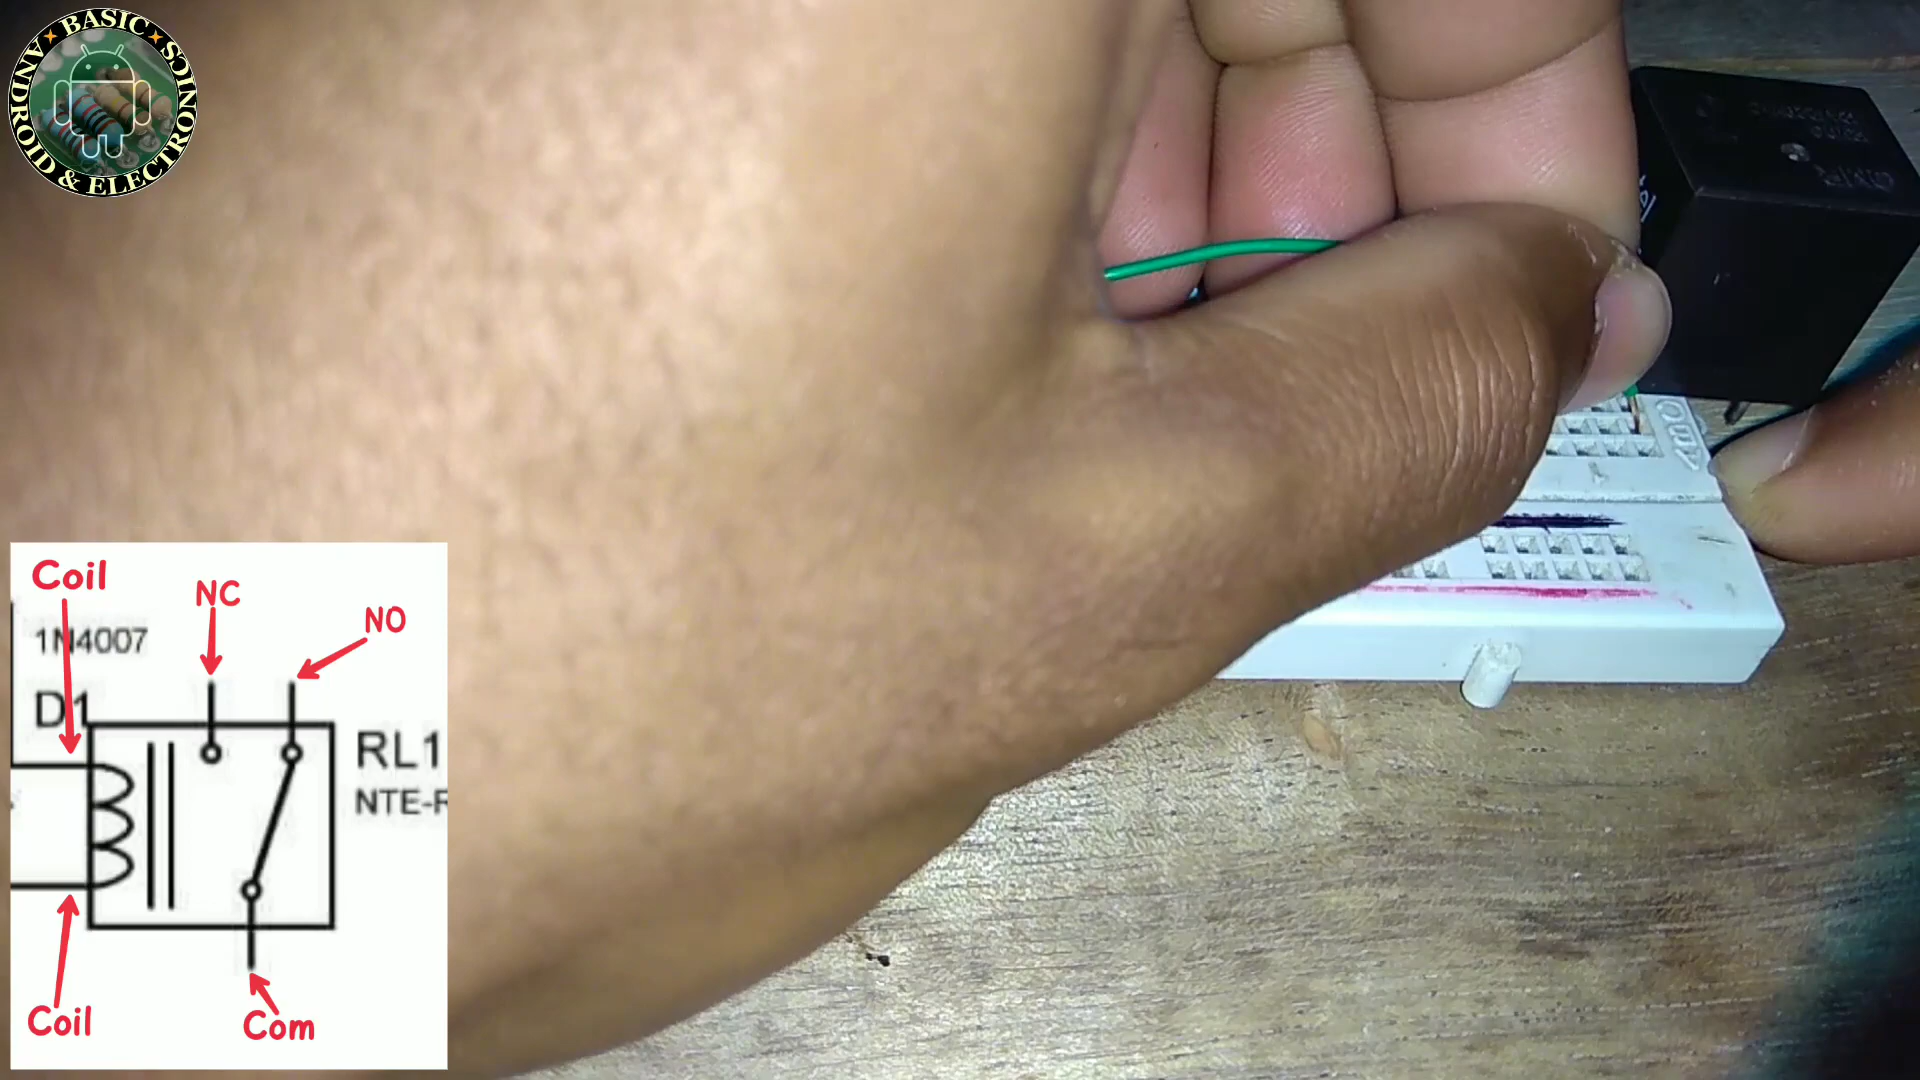 BASIC
ANDROID & ELECTRONICS
Coil
NC
NO
1N4007
D1
RL1
NTE-R
Coil
Com